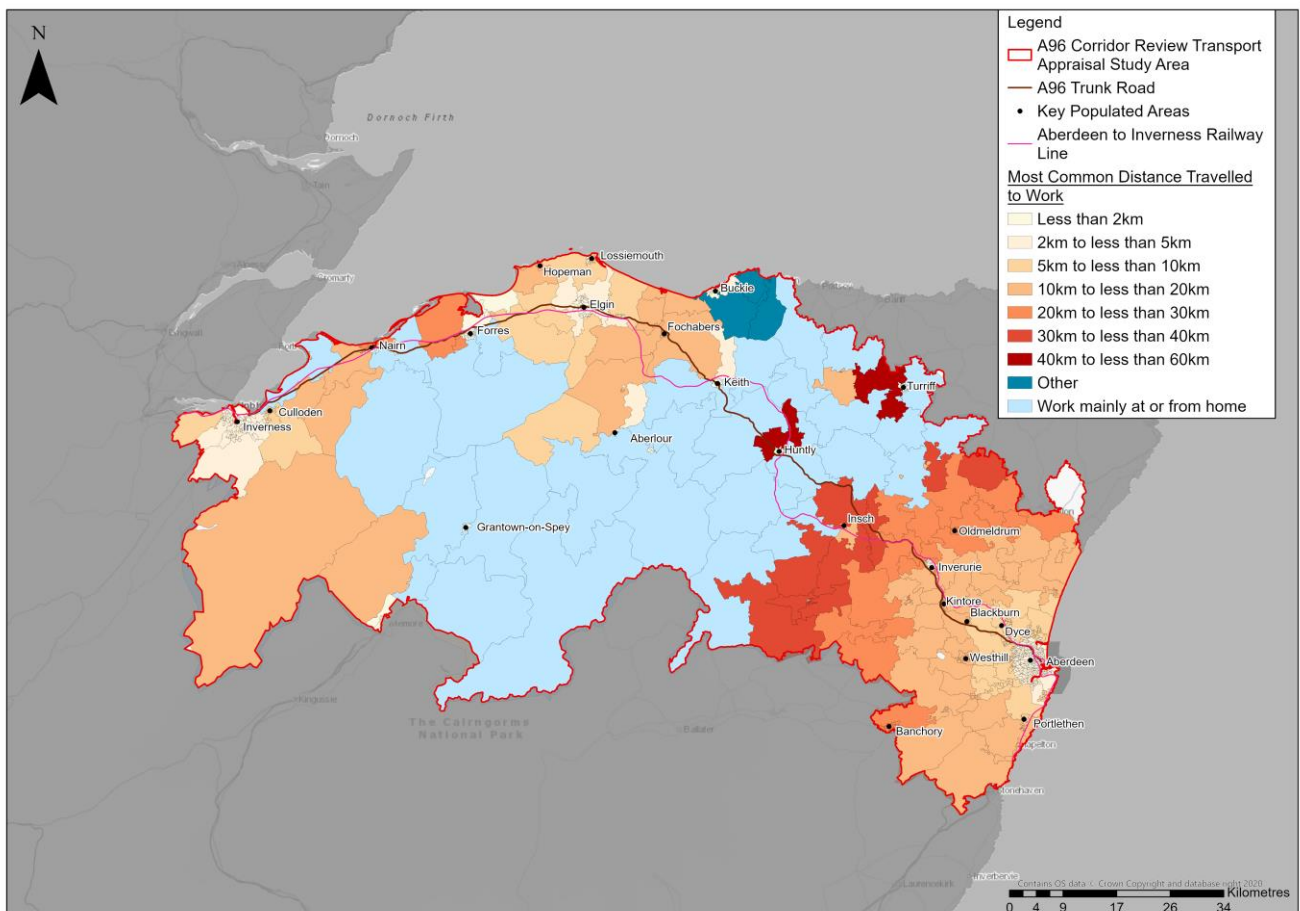 N
Legend
A96 Corridor Review Transport
Appraisal Study Area
A96 Trunk Road
Key Populated Areas
Aberdeen to Inverness Railway
Line
Most Common Distance Travelled
to Work
Less than 2km
2km to less than 5km
5km to less than 10km
10km to less than 20km
20km to less than 30km
30km to less than 40km
40km to less than 60km
Other
Work mainly at or from home
Dornoch Firth
Tain
Lossiemouth
Hopeman
Elgin
Buckie
Forres
Fochabers
Nairn
Keith
Turriff
Culloden
Inverness
Aberlour
Huntly
Insch
Grantown-on-Spey
Oldmeldrum
Inverurie
Kintore
Blackburn
Dyce
Westhill
Aberdeen
Portlethen
Banchory
The Cairngorms
National Park
Ballater
Laurencekirk
Contains OS data © Crown Copyright and database right 2020
Kilometres
0 4 9 17 26 34